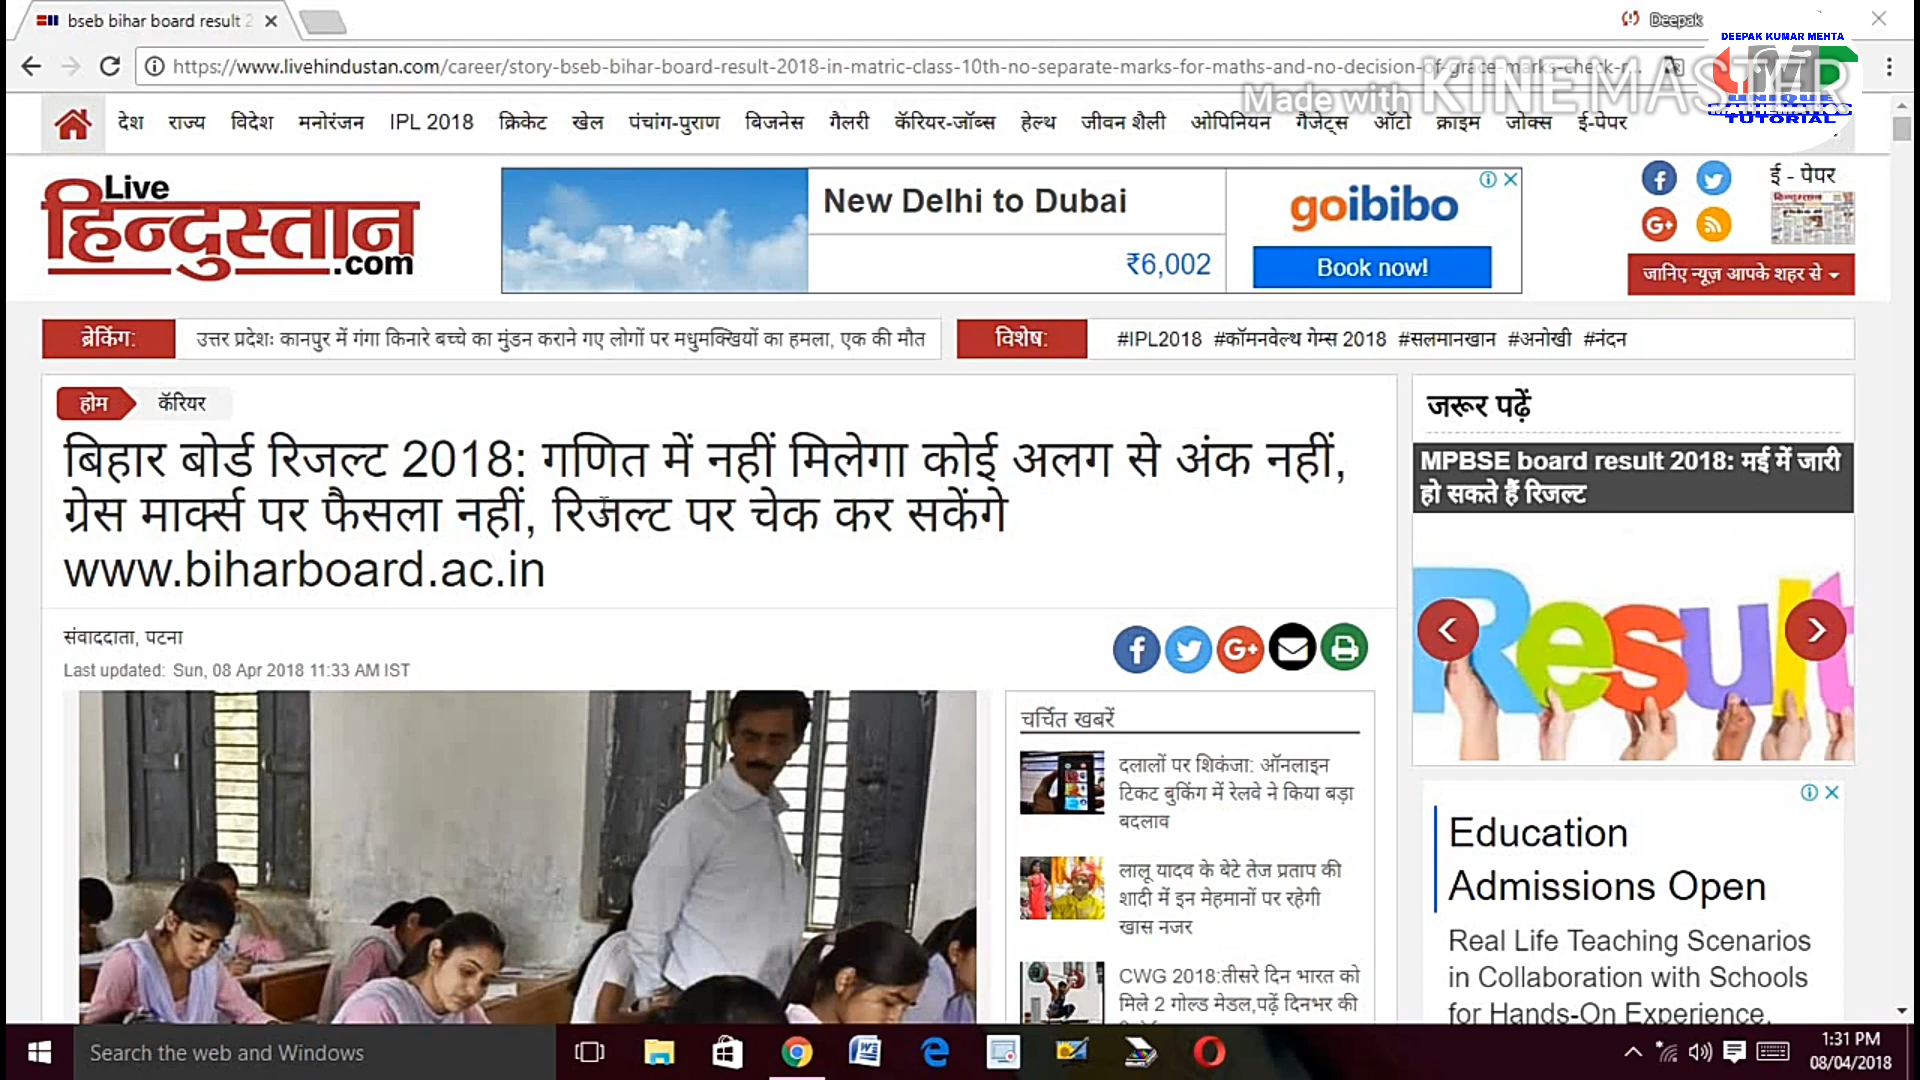 bseb bihar board result 2
Deepak
DEEPAK KUMAR MEHTA
https://www.livehindustan.com/career/story-bseb-bihar-board-result-2018-in-matric-class-10th-no-separate-marks-for-maths-and-no-decision-of-grace-marks-check-r...
Made with KINEMASTER
UNIQUE
TUTORIAL
देश राज्य विदेश मनोरंजन IPL 2018 क्रिकेट खेल पंचांग-पुराण बिजनेस गैलरी कॅरियर-जॉब्स हेल्थ जीवन शैली ओपिनियन गैजेट्स ऑटो क्राइम जोक्स ई-पेपर
Live
हिन्दुस्तान
.com
New Delhi to Dubai
₹6,002
goibibo
Book now!
ई - पेपर
जानिए न्यूज़ आपके शहर से
ब्रेकिंग:
उत्तर प्रदेशः कानपुर में गंगा किनारे बच्चे का मुंडन कराने गए लोगों पर मधुमक्खियों का हमला, एक की मौत
विशेष:
#IPL2018 #कॉमनवेल्थ गेम्स 2018 #सलमानखान #अनोखी #नंदन
होम कॅरियर
बिहार बोर्ड रिजल्ट 2018: गणित में नहीं मिलेगा कोई अलग से अंक नहीं,
ग्रेस मार्क्स पर फैसला नहीं, रिजल्ट पर चेक कर सकेंगे
www.biharboard.ac.in
संवाददाता, पटना
Last updated: Sun, 08 Apr 2018 11:33 AM IST
चर्चित खबरें
दलालों पर शिकंजा: ऑनलाइन
टिकट बुकिंग में रेलवे ने किया बड़ा
बदलाव
लालू यादव के बेटे तेज प्रताप की
शादी में इन मेहमानों पर रहेगी
खास नजर
CWG 2018:तीसरे दिन भारत को
मिले 2 गोल्ड मेडल,पढ़ें दिनभर की
जरूर पढ़ें
MPBSE board result 2018: मई में जारी
हो सकते हैं रिजल्ट
Result
Education
Admissions Open
Real Life Teaching Scenarios
in Collaboration with Schools
for Hands-On Experience.
Search the web and Windows
1:31 PM
08/04/2018